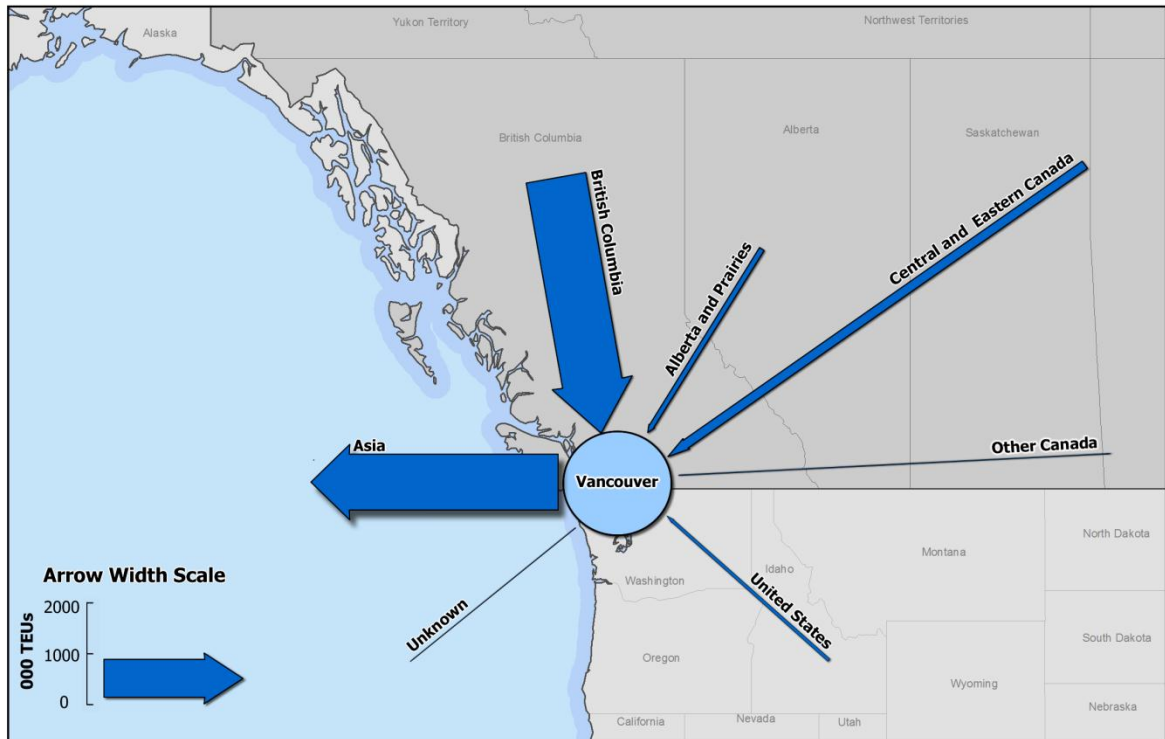 Alaska
Yukon Territory
Northwest Territories
British Columbia
Alberta
Saskatchewan
British Columbia
Alberta and Prairies
Central and Eastern Canada
Asia
Vancouver
Other Canada
Unknown
United States
Washington
Idaho
Montana
North Dakota
Oregon
South Dakota
Wyoming
California
Nevada
Utah
Nebraska
Arrow Width Scale
000 TEUs
2000
1000
0